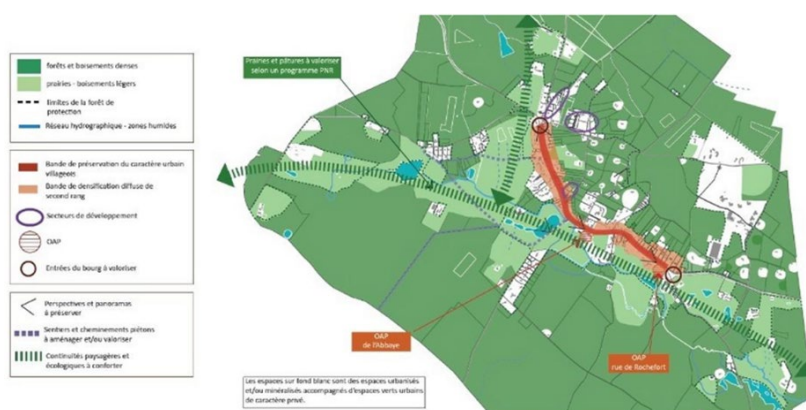 forêts et boisements denses
prairies - boisements légers
limites de la forêt de
protection
Réseau hydrographique - zones humides
Bande de préservation du caractère urbain
villageois
Bande de densification diffuse de
second rang
Secteurs de développement
OAP
Entrées du bourg à valoriser
Perspectives et panoramas
à préserver
Sentiers et cheminements piétons
à aménager et/ou valoriser
Continuités paysagères et
écologiques à conforter
Prairies et pâtures à valoriser
selon un programme PNR
OAP
de l'Abbaye
OAP
rue de Rochefort
Les espaces sur fond blanc sont des espaces urbanisés
et/ou minéralisés accompagnés d'espaces verts urbains
de caractère privé.